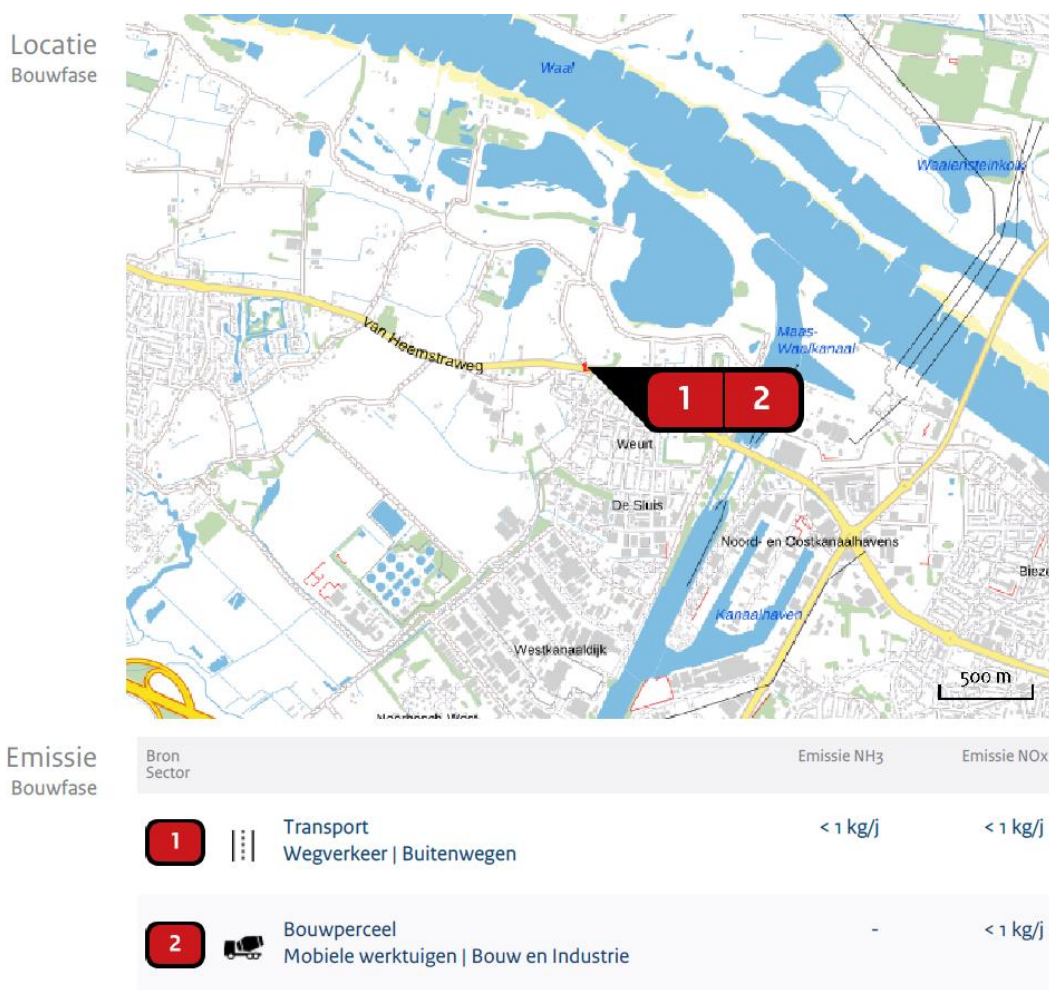 Locatie
Bouwfase
Waal
Waaiensteinkolk
van Heemstraweg
Maas-
Waalkanaal
1 2
Weurt
De Sluis
Noord- en Oostkanaalhavens
Bieze
Kanaalhaven
Westkanaaldijk
500 m
Emissie
Bouwfase
Bron
Sector
Emissie NH3
Emissie NOx
1 Transport < 1 kg/j < 1 kg/j
Wegverkeer | Buitenwegen
2 Bouwperceel - < 1 kg/j
Mobiele werktuigen | Bouw en Industrie